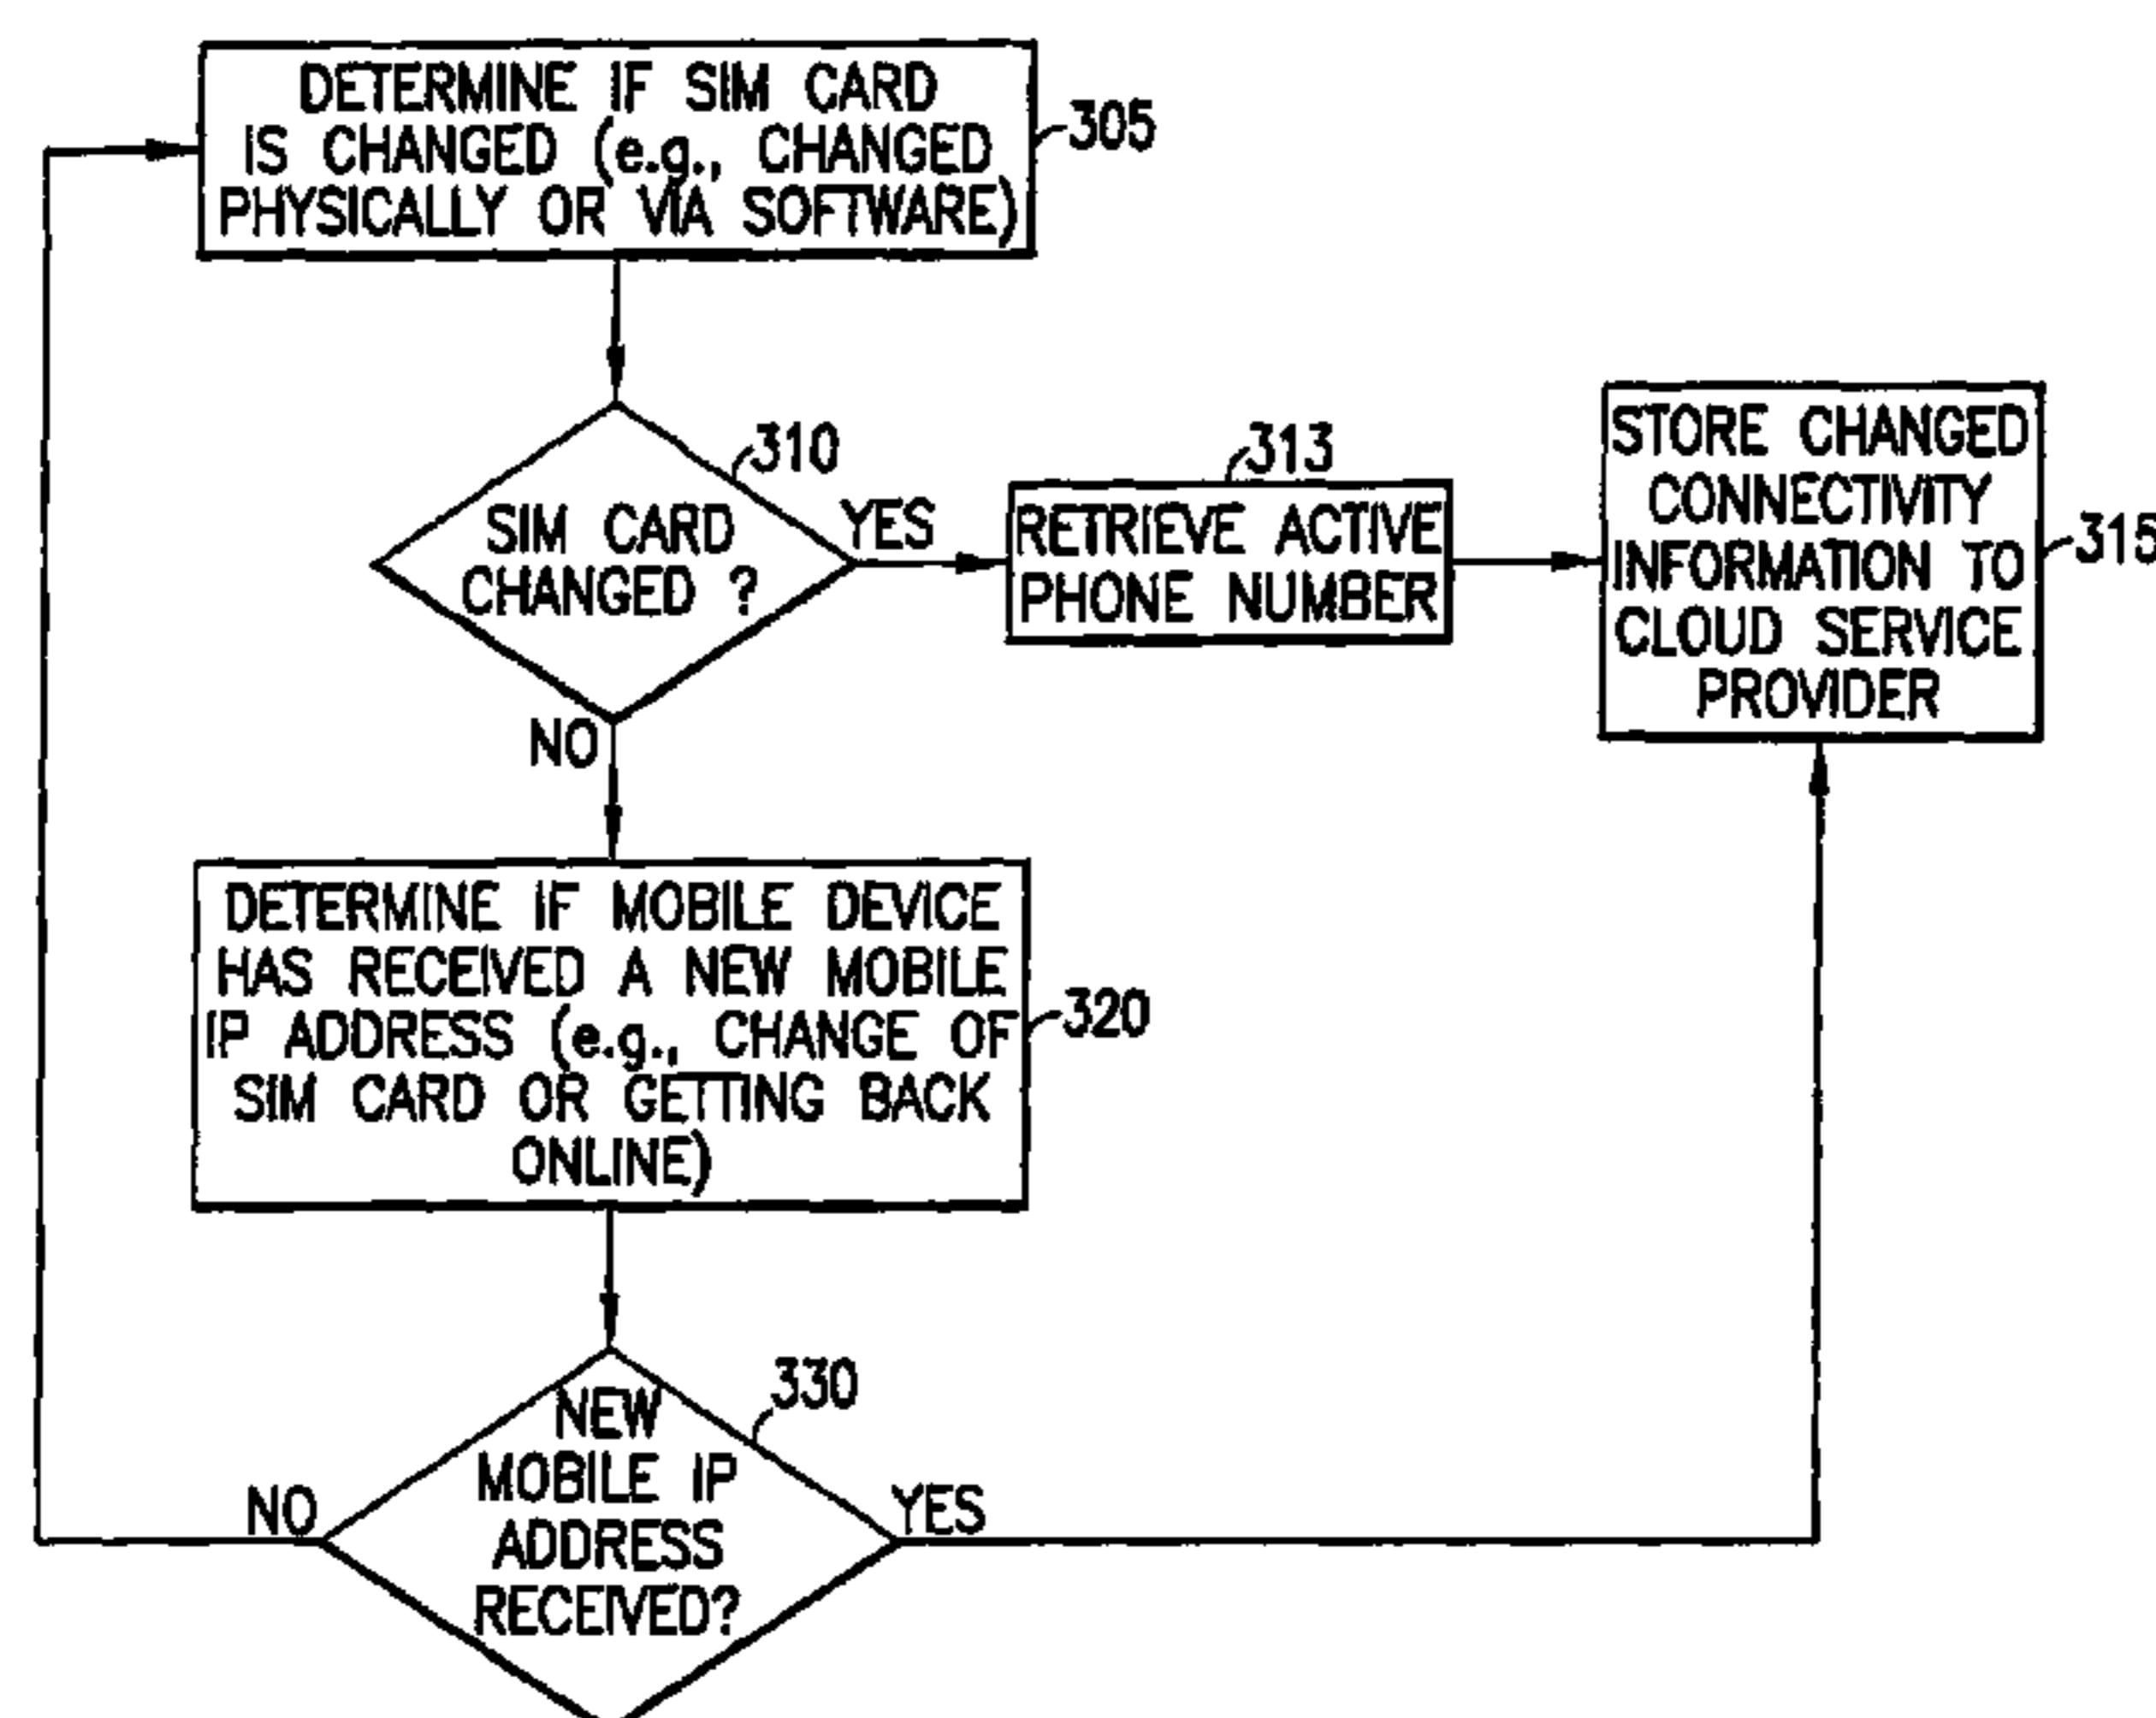 DETERMINE IF SIM CARD
IS CHANGED (e.g., CHANGED
PHYSICALLY OR VIA SOFTWARE)
305
310
SIM CARD
CHANGED ?
YES
NO
313
RETRIEVE ACTIVE
PHONE NUMBER
STORE CHANGED
CONNECTIVITY
INFORMATION TO
CLOUD SERVICE
PROVIDER
315
DETERMINE IF MOBILE DEVICE
HAS RECEIVED A NEW MOBILE
IP ADDRESS (e.g., CHANGE OF
SIM CARD OR GETTING BACK
ONLINE)
320
330
NEW
MOBILE IP
ADDRESS
RECEIVED?
NO
YES